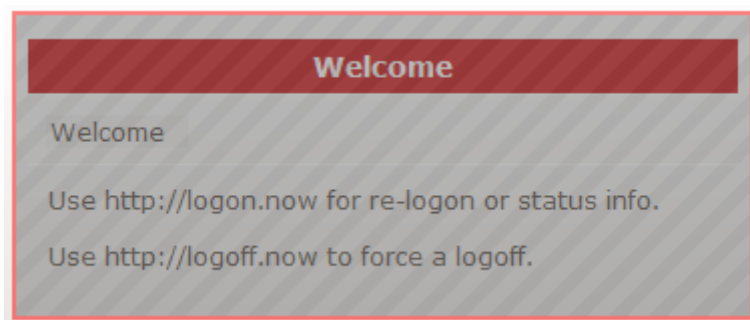 Welcome
Welcome
Use http://logon.now for re-logon or status info.
Use http://logoff.now to force a logoff.